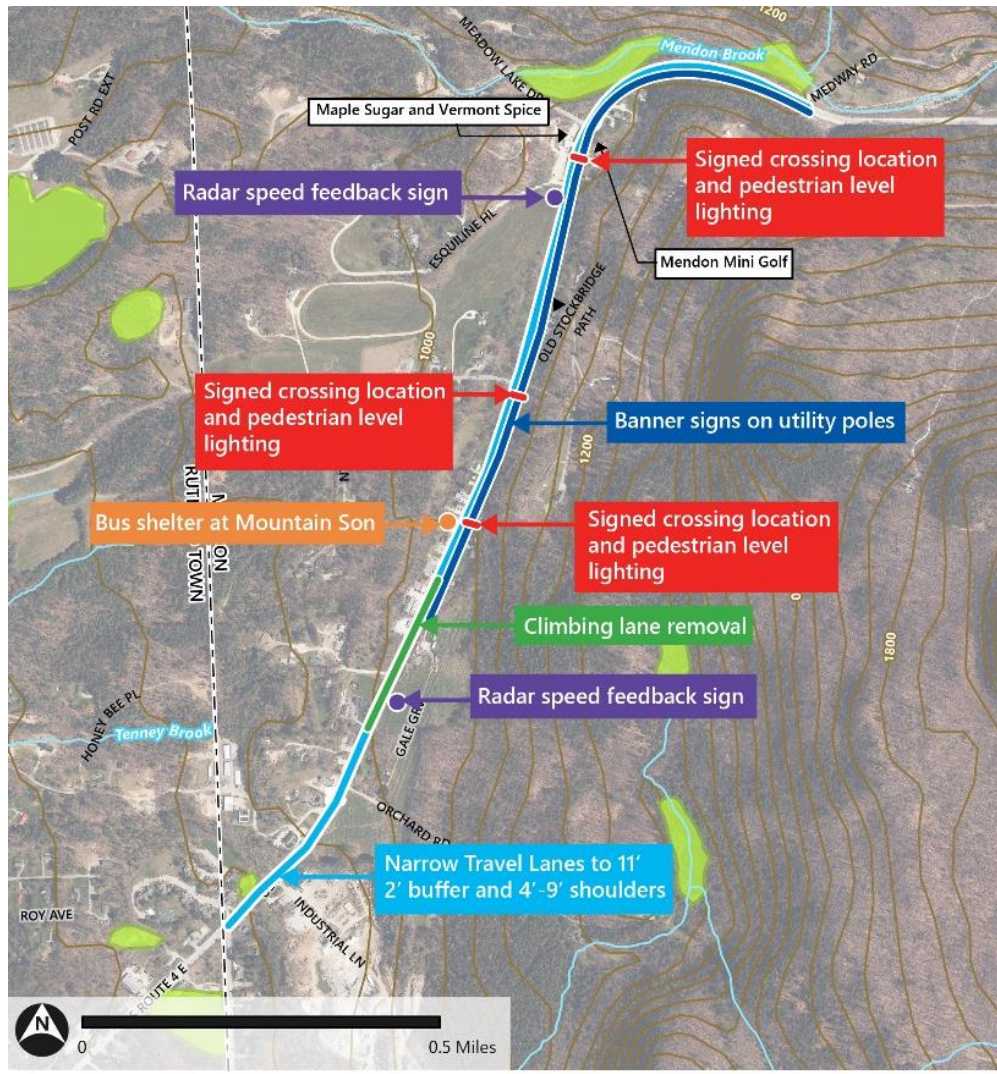 1200
MEADOW LAKE DR
Mendon Brook
MEDWAY RD
POST RD EXT
Maple Sugar and Vermont Spice
Signed crossing location
and pedestrian level
lighting
Radar speed feedback sign
ESQUILINE HL
Mendon Mini Golf
OLD STOCKBRIDGE
PATH
1000
Signed crossing location
and pedestrian level
lighting
Banner signs on utility poles
1200
N
Bus shelter at Mountain Son
Signed crossing location
and pedestrian level
lighting
TOWN
Climbing lane removal
1800
Radar speed feedback sign
HONEY BEE PL
Tenney Brook
ORCHARD RD
Narrow Travel Lanes to 11'
2' buffer and 4'-9' shoulders
INDUSTRIAL LN
ROY AVE
ROUTE 4 E
N
0
0.5 Miles